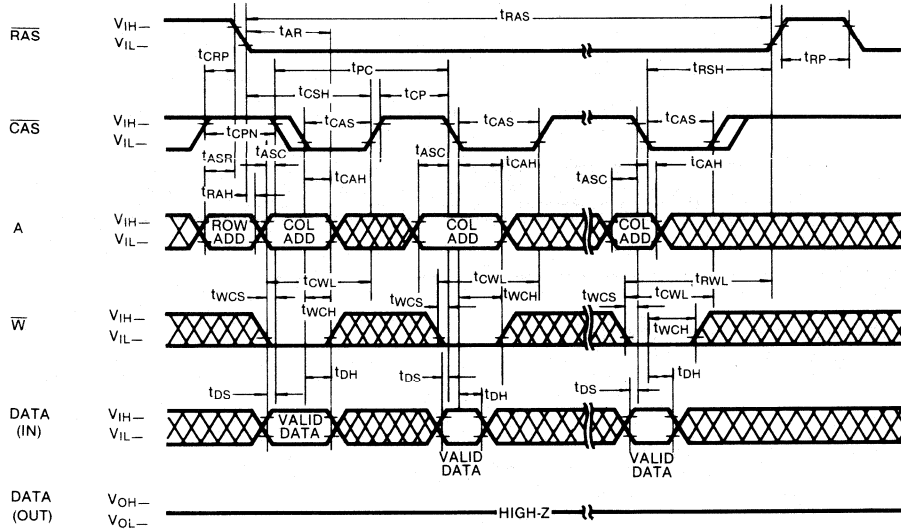 RAS
VIH
VIL
tAR
tRAS
tCRP
tPC
tRSH
tRP
tCSH
tCP
CAS
VIH
VIL
tCPN
tCAS
tCAS
tCAS
tASR
tASC
tCAH
tASC
tCAH
tASC
tCAH
tRAH
A
VIH
VIL
ROW ADD
COL ADD
COL ADD
COL ADD
tCWL
tCWL
tRWL
tWCS
tWCH
tWCS
tWCH
tWCS
tCWL
tWCH
W
VIH
VIL
tDS
tDH
tDS
tDH
tDS
tDH
DATA (IN)
VIH
VIL
VALID DATA
VALID DATA
VALID DATA
DATA (OUT)
VOH
VOL
HIGH-Z